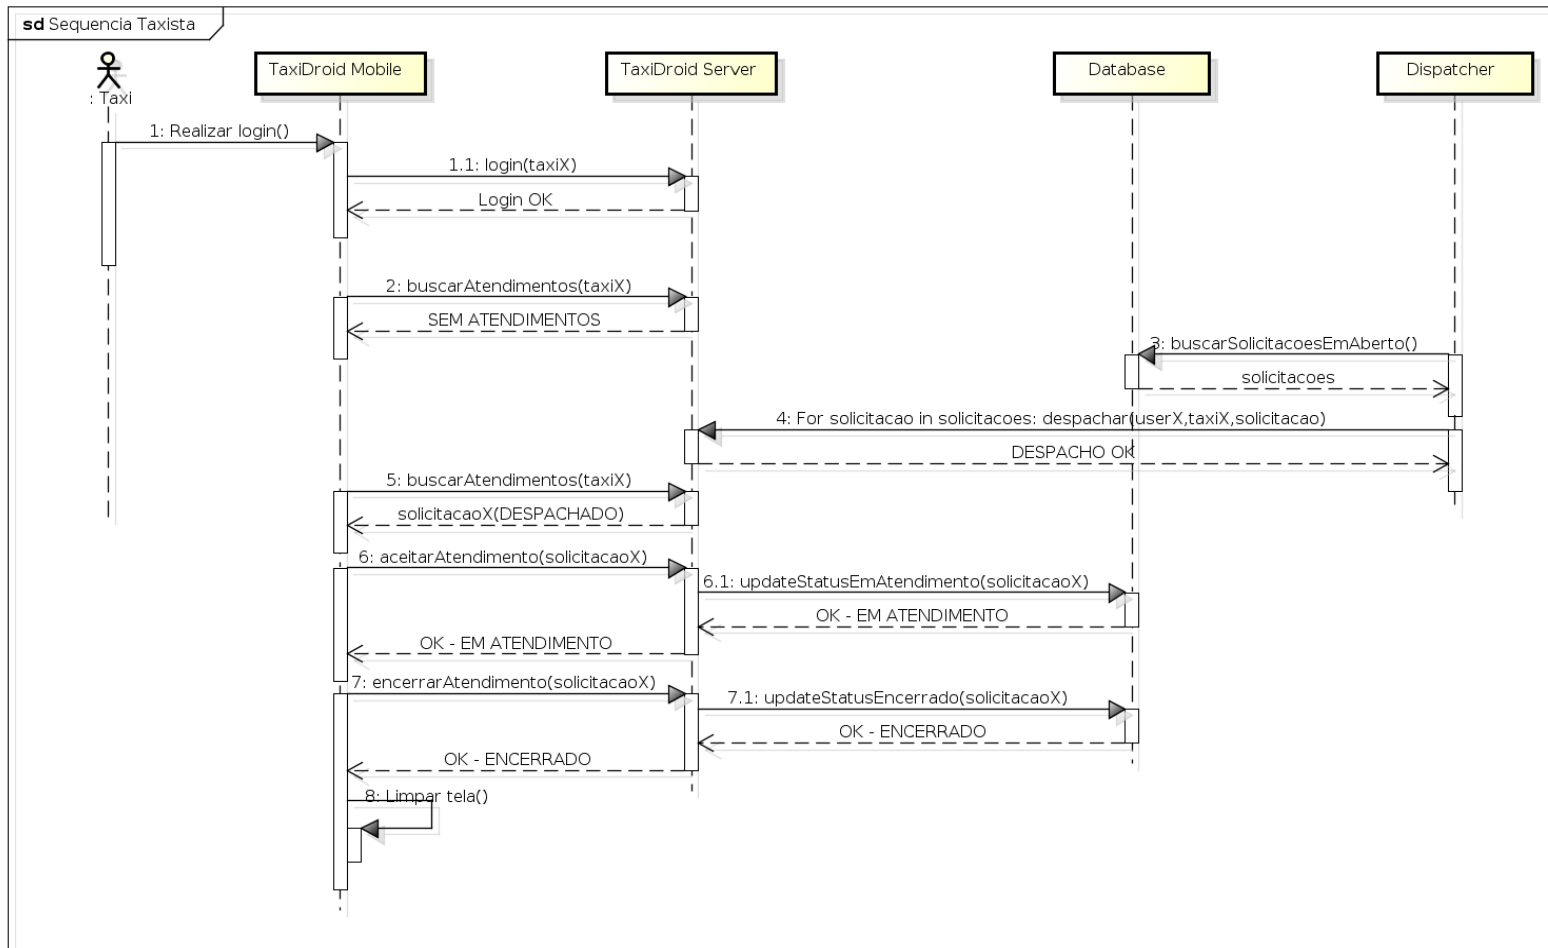 sd Sequencia Taxista
TaxiDroid Mobile
TaxiDroid Server
Database
Dispatcher
: Taxi
1: Realizar login()
1.1: login(taxiX)
Login OK
2: buscarAtendimentos(taxiX)
SEM ATENDIMENTOS
3: buscarSolicitacoesEmAberto()
solicitacoes
4: For solicitacao in solicitacoes: despachar(userX,taxiX,solicitacao)
DESPACHO OK
5: buscarAtendimentos(taxiX)
solicitacaoX(DESPACHADO)
6: aceitarAtendimento(solicitacaoX)
6.1: updateStatusEmAtendimento(solicitacaoX)
OK - EM ATENDIMENTO
OK - EM ATENDIMENTO
7: encerrarAtendimento(solicitacaoX)
7.1: updateStatusEncerrado(solicitacaoX)
OK - ENCERRADO
OK - ENCERRADO
8: Limpar tela()